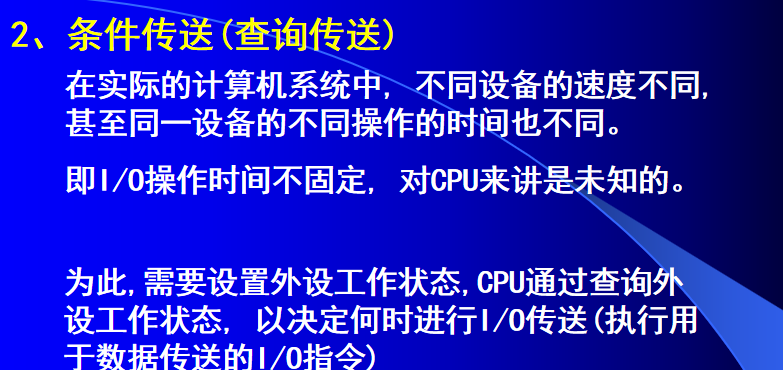 2、条件传送(查询传送)
在实际的计算机系统中, 不同设备的速度不同,
甚至同一设备的不同操作的时间也不同。
即I/O操作时间不固定, 对CPU来讲是未知的。
为此,需要设置外设工作状态,CPU通过查询外
设工作状态, 以决定何时进行I/O传送(执行用
于数据传送的I/O指令)